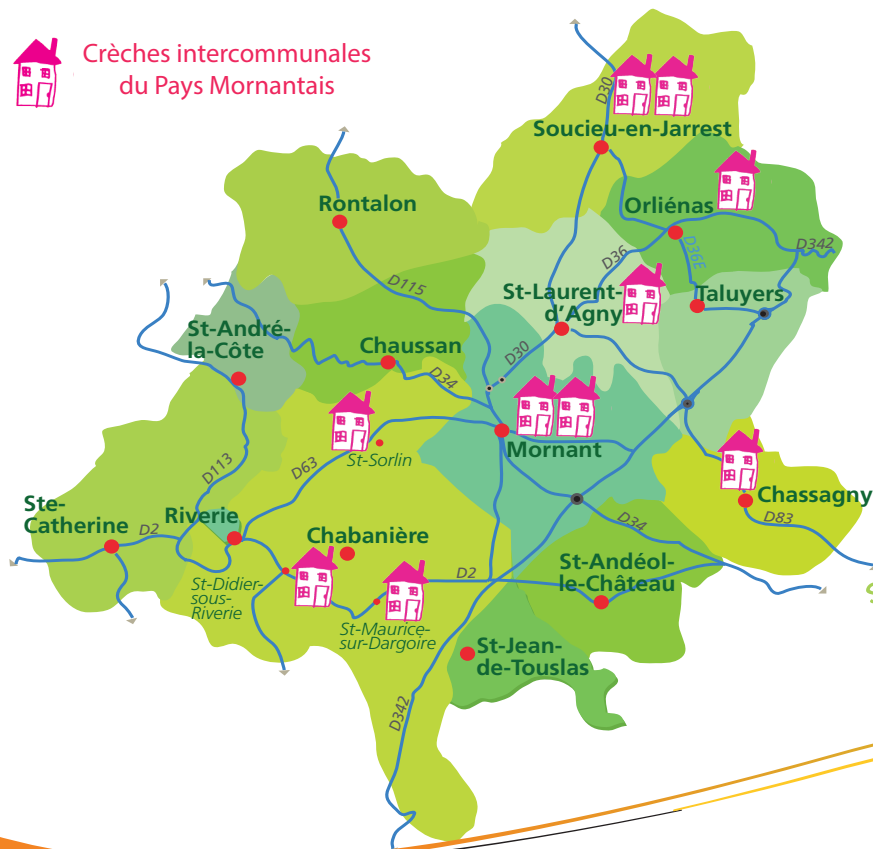 Crèches intercommunales
du Pays Mornantais
D30
Soucieu-en-Jarrest
Orliénas
Rontalon
D36
D36E
D342
D115
St-Laurent-
d'Agny
Taluyers
St-André-
la-Côte
Chaussan
D30
D34
Mornant
St-Sorlin
D63
D113
Chassagny
D83
Ste-
Catherine
D2
Riverie
Chabanière
D34
St-Andéol-
le-Château
D2
St-Didier-
sous-
Riverie
St-Maurice-
sur-Dargoire
St-Jean-
de-Touslas
D342